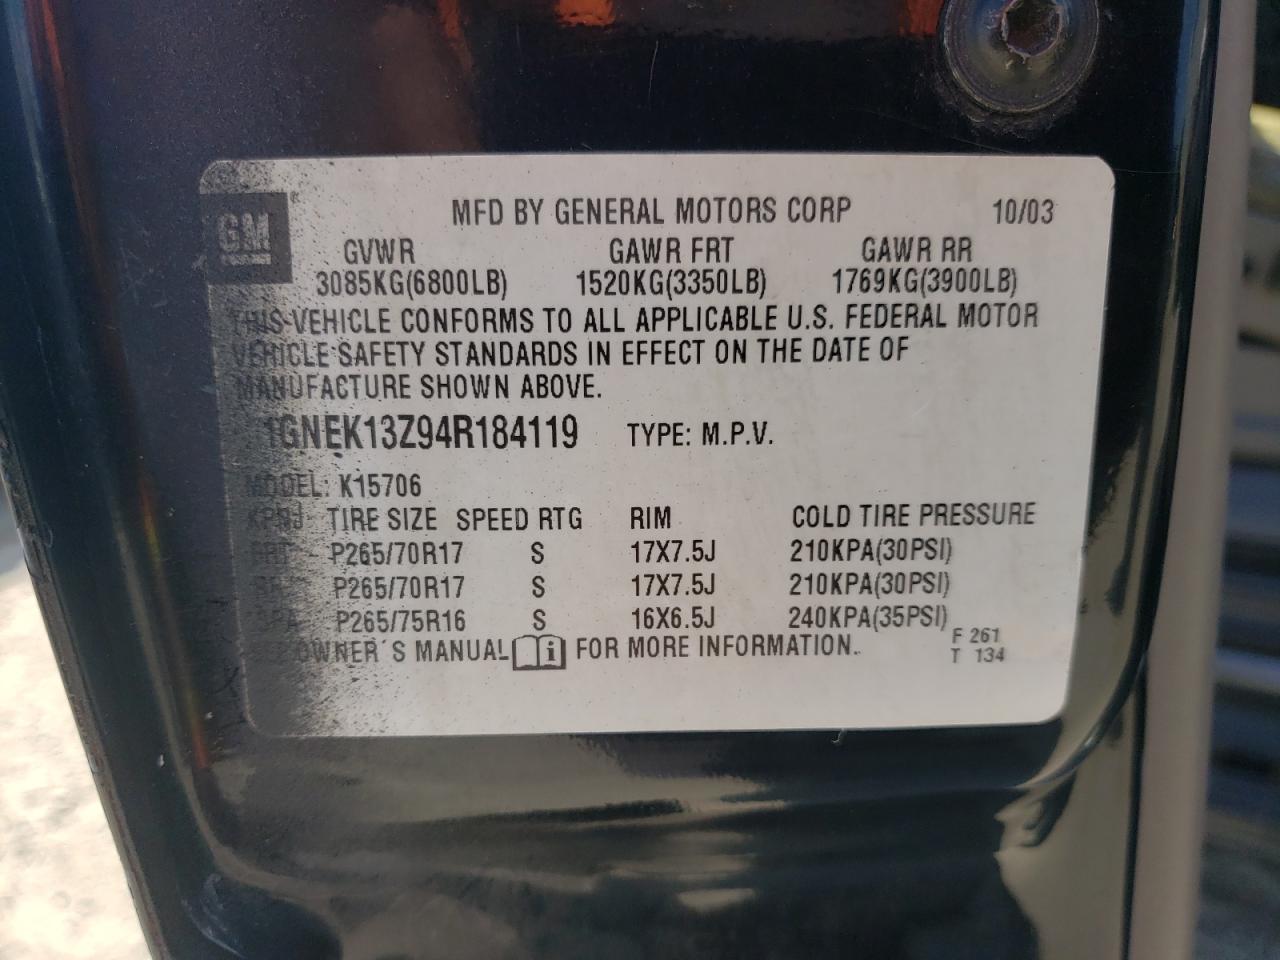 GM
MFD BY GENERAL MOTORS CORP 10/03
GVWR GAWR FRT GAWR RR
3085KG(6800LB) 1520KG(3350LB) 1769KG(3900LB)
THIS VEHICLE CONFORMS TO ALL APPLICABLE U.S. FEDERAL MOTOR
VEHICLE SAFETY STANDARDS IN EFFECT ON THE DATE OF
MANUFACTURE SHOWN ABOVE.
1GNEK13Z94R184119 TYPE: M.P.V.
MODEL: K15706
TIRE SIZE SPEED RTG RIM COLD TIRE PRESSURE
FRT P265/70R17 S 17X7.5J 210KPA(30PSI)
P265/70R17 S 17X7.5J 210KPA(30PSI)
P265/75R16 S 16X6.5J 240KPA(35PSI)
OWNER'S MANUAL i FOR MORE INFORMATION.
F 261
T 134